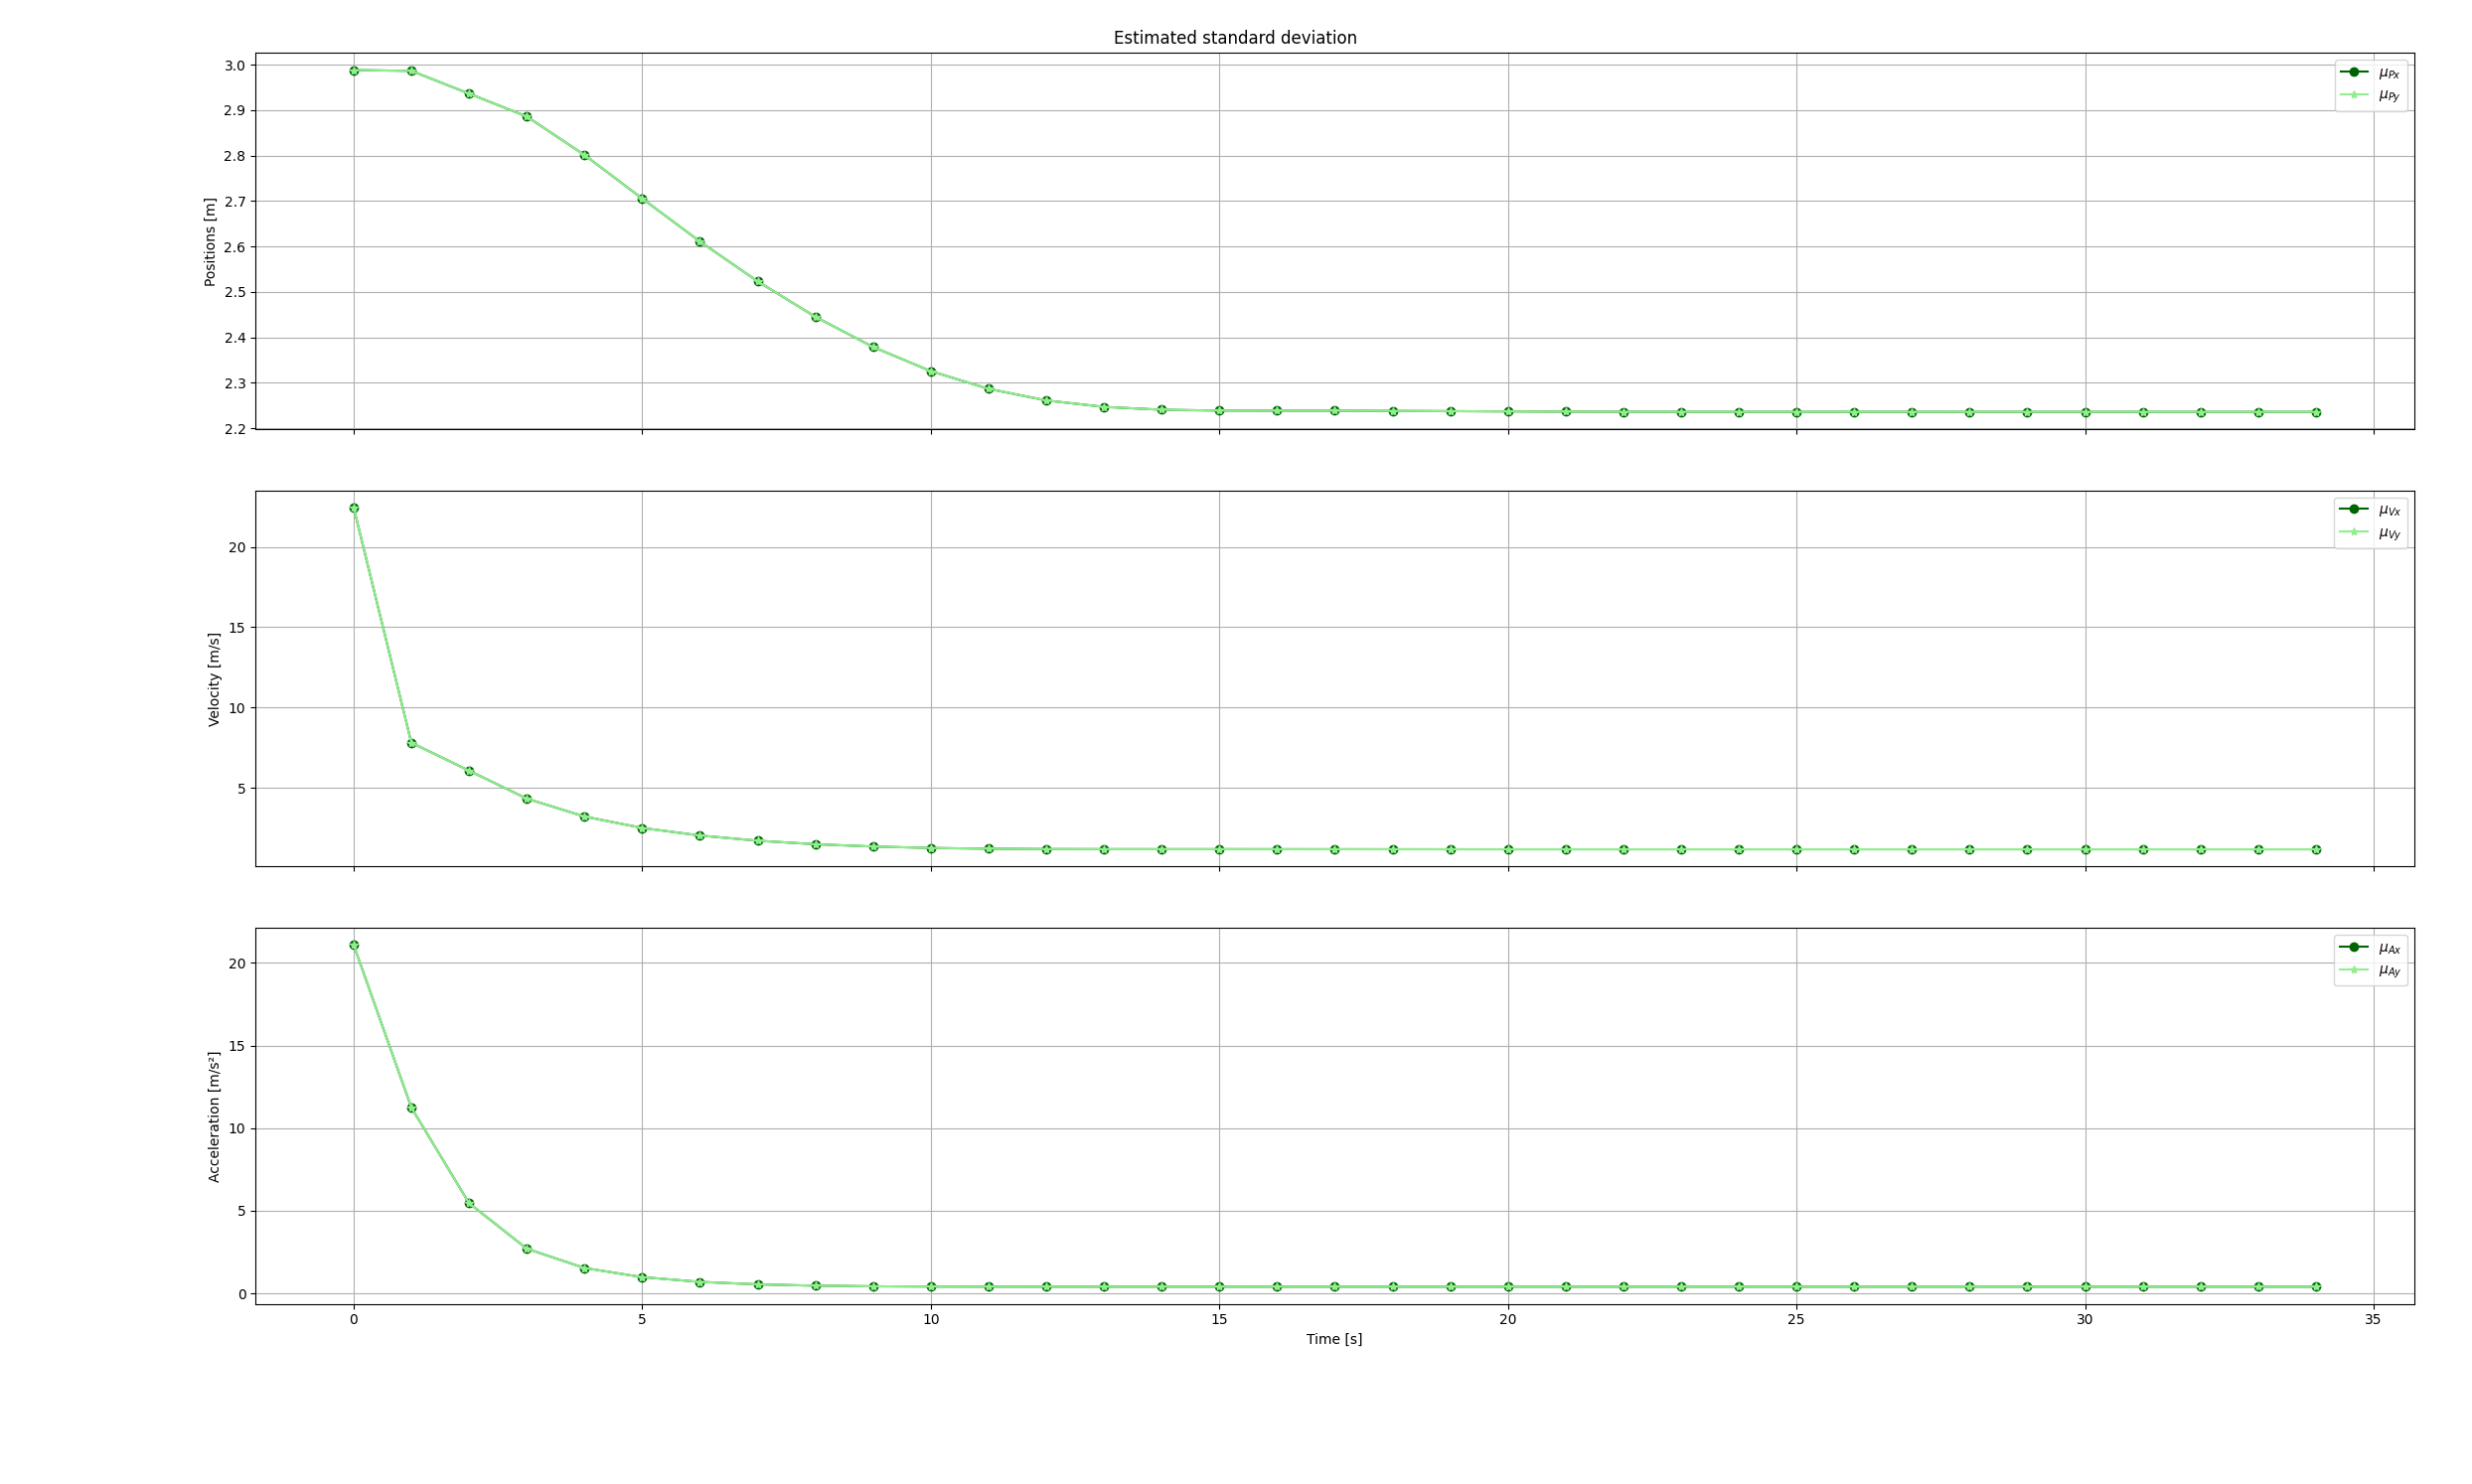 Estimated standard deviation
3.0
2.9
2.8
2.7
2.6
2.5
2.4
2.3
2.2
Positions [m]
μPx
μPy
20
15
10
5
Velocity [m/s]
μVx
μVy
20
15
10
5
0
Acceleration [m/s²]
μAx
μAy
0 5 10 15 20 25 30 35
Time [s]